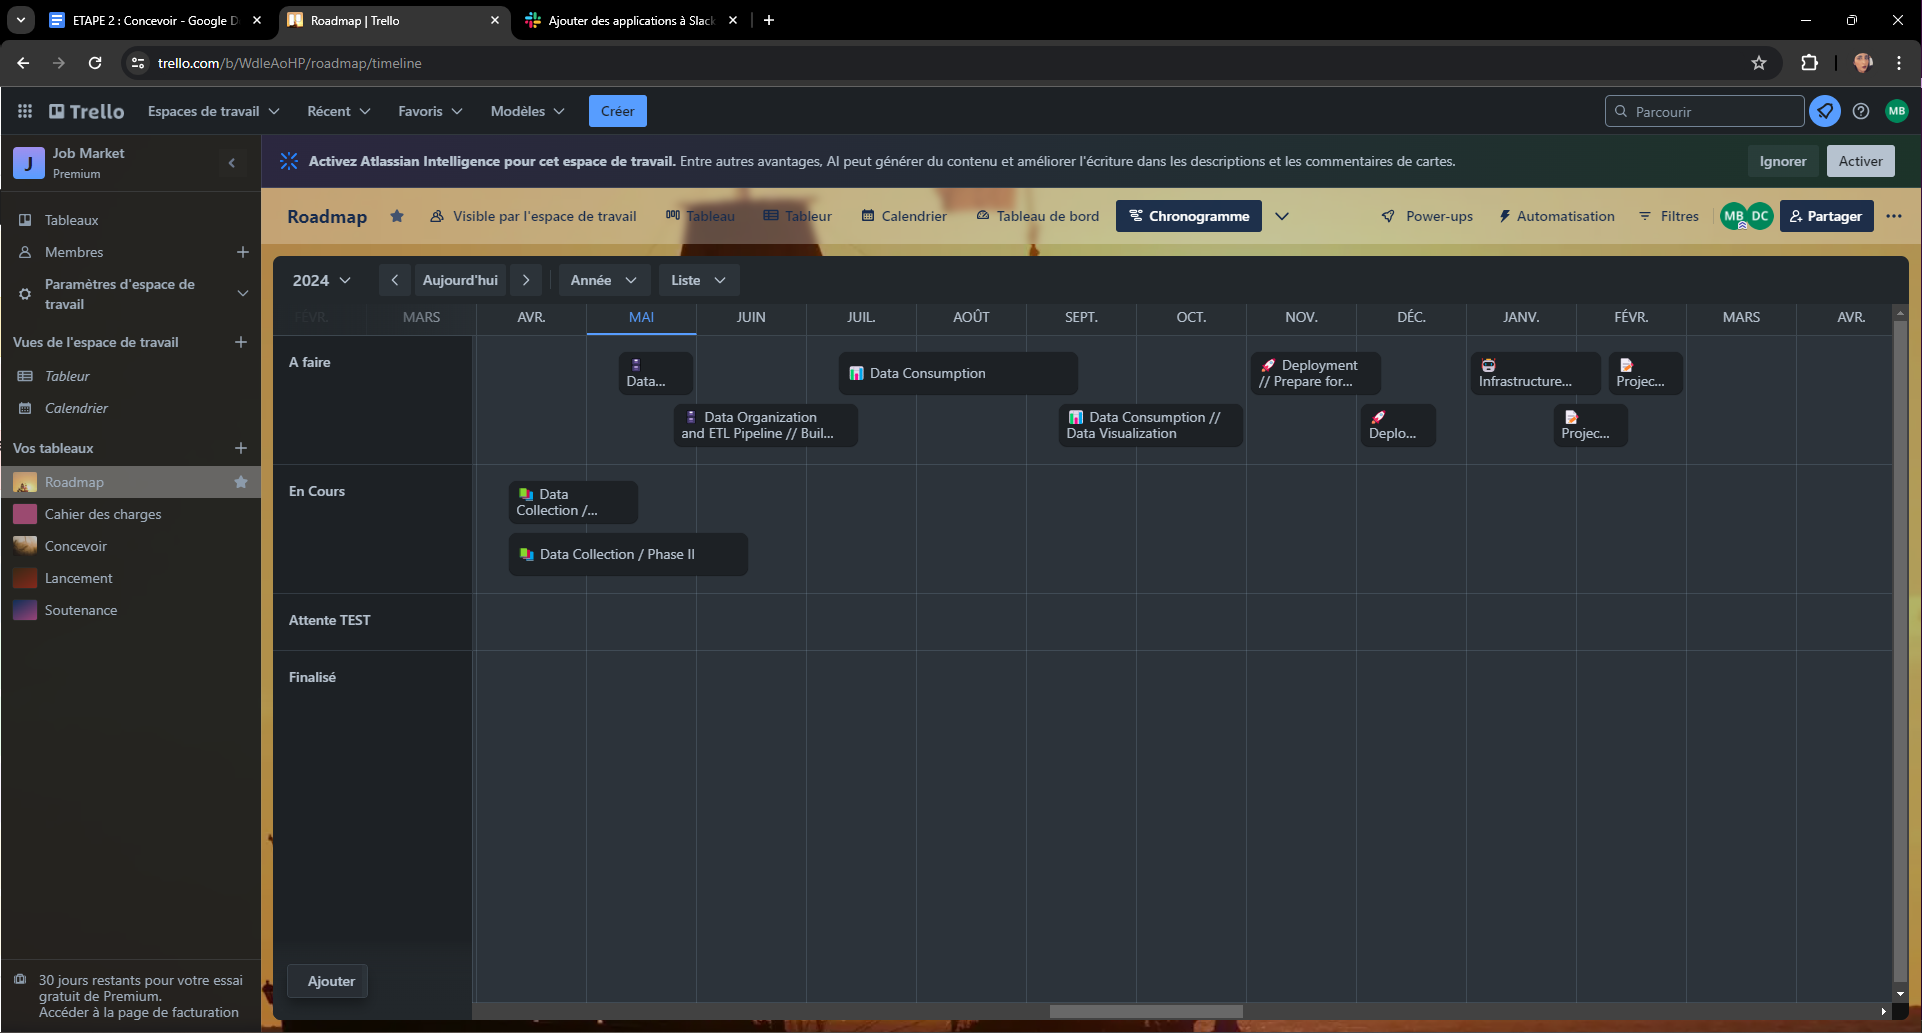 ETAPE 2 : Concevoir - Google D
Roadmap | Trello
Ajouter des applications à Slack
trello.com/b/WdleAoHP/roadmap/timeline
Trello
Espaces de travail
Récent
Favoris
Modèles
Créer
Parcourir
MB
J
Job Market
Premium
Activez Atlassian Intelligence pour cet espace de travail. Entre autres avantages, AI peut générer du contenu et améliorer l'écriture dans les descriptions et les commentaires de cartes.
Ignorer
Activer
Tableaux
Membres
Paramètres d'espace de
travail
Vues de l'espace de travail
Tableur
Calendrier
Vos tableaux
Roadmap
Cahier des charges
Concevoir
Lancement
Soutenance
30 jours restants pour votre essai
gratuit de Premium.
Accéder à la page de facturation
Roadmap
Visible par l'espace de travail
Tableau
Tableur
Calendrier
Tableau de bord
Chronogramme
Power-ups
Automatisation
Filtres
MB
DC
Partager
2024
Aujourd'hui
Année
Liste
FÉVR.
MARS
AVR.
MAI
JUIN
JUIL.
AOÛT
SEPT.
OCT.
NOV.
DÉC.
JANV.
FÉVR.
MARS
AVR.
A faire
Data...
Data Consumption
Deployment
// Prepare for...
Infrastructure...
Projec...
Data Organization
and ETL Pipeline // Buil...
Data Consumption //
Data Visualization
Deplo...
Projec...
En Cours
Data
Collection /...
Data Collection / Phase II
Attente TEST
Finalisé
Ajouter